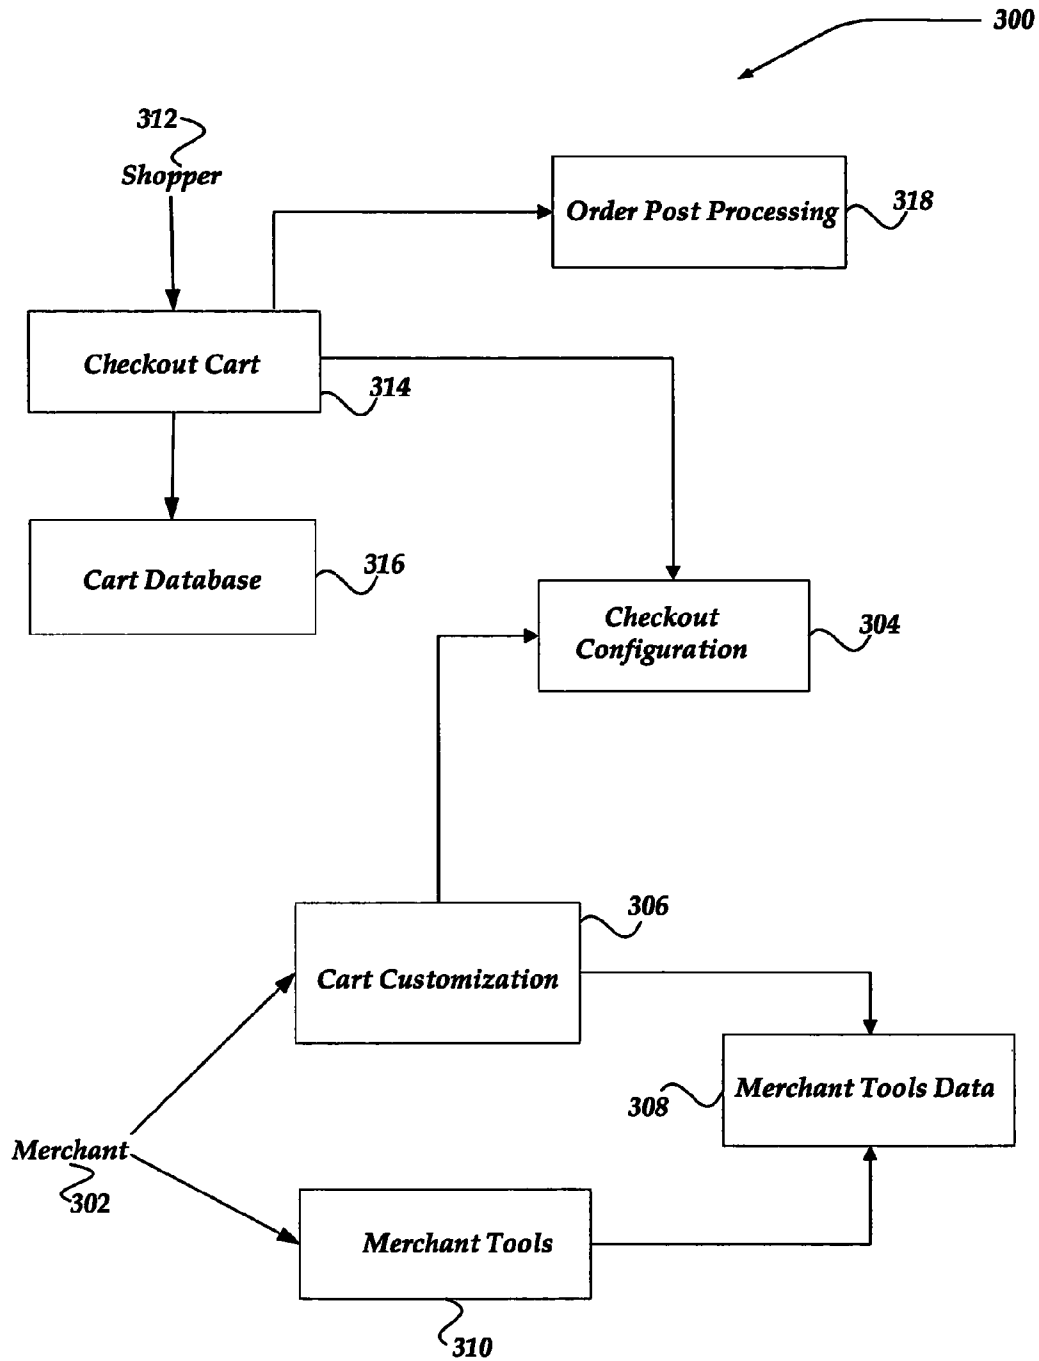 300
312
Shopper
Order Post Processing
318
Checkout Cart
314
Cart Database
316
Checkout
Configuration
304
306
Cart Customization
308
Merchant Tools Data
Merchant
302
Merchant Tools
310